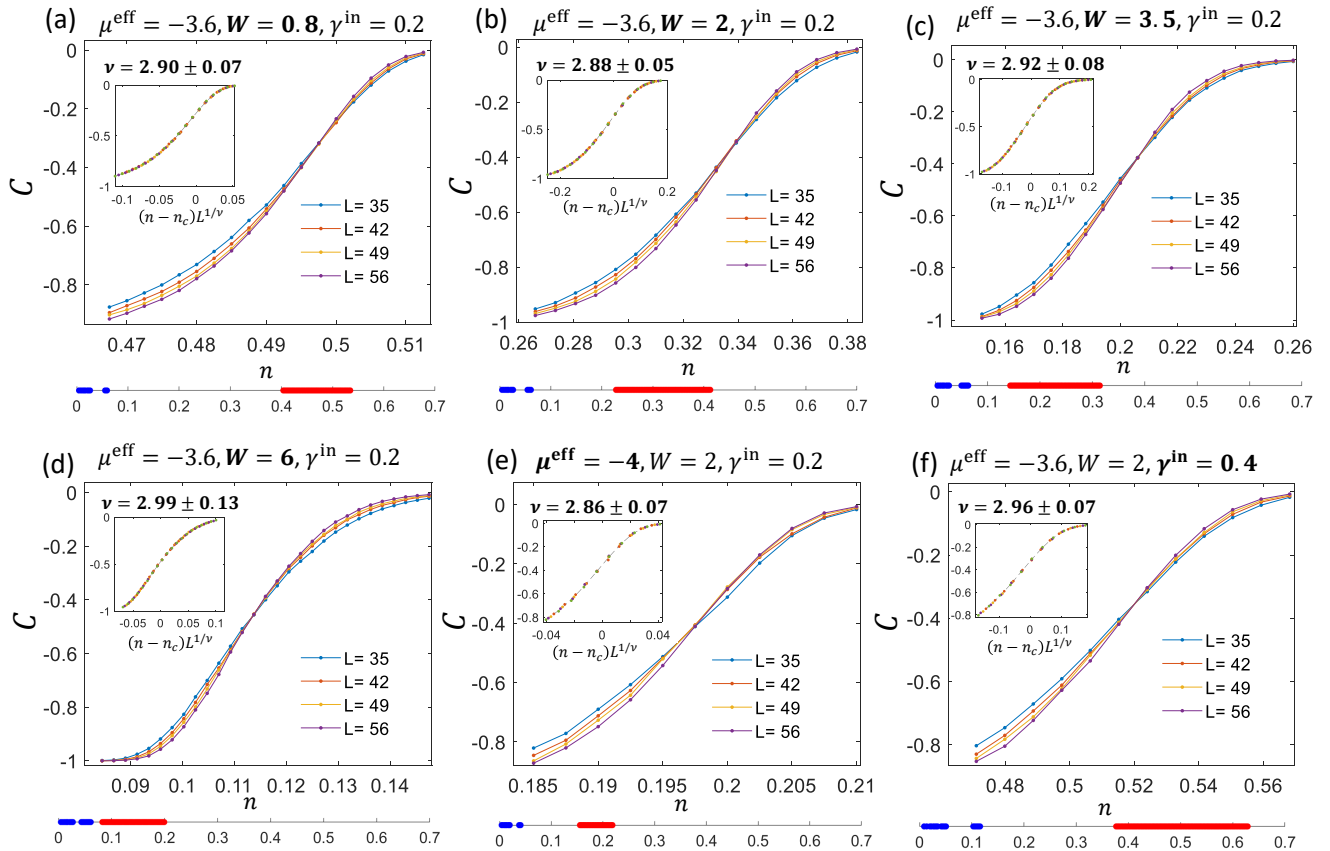 (a) μ^eff = −3.6, W = 0.8, γ^in = 0.2
0
-0.2
-0.4
-0.6
-0.8
C
ν = 2.90 ± 0.07
0
-0.5
-1
-0.1 -0.05 0 0.05
(n − n_c)L^{1/ν}
L= 35
L= 42
L= 49
L= 56
0.47 0.48 0.49 0.5 0.51
n
0 0.1 0.2 0.3 0.4 0.5 0.6 0.7
(b) μ^eff = −3.6, W = 2, γ^in = 0.2
0
-0.2
-0.4
-0.6
-0.8
-1
C
ν = 2.88 ± 0.05
0
-0.5
-1
-0.2 0 0.2
(n − n_c)L^{1/ν}
L= 35
L= 42
L= 49
L= 56
0.26 0.28 0.3 0.32 0.34 0.36 0.38
n
0 0.1 0.2 0.3 0.4 0.5 0.6 0.7
(c) μ^eff = −3.6, W = 3.5, γ^in = 0.2
0
-0.2
-0.4
-0.6
-0.8
-1
C
ν = 2.92 ± 0.08
0
-0.5
-1
-0.1 0 0.1 0.2
(n − n_c)L^{1/ν}
L= 35
L= 42
L= 49
L= 56
0.16 0.18 0.2 0.22 0.24 0.26
n
0 0.1 0.2 0.3 0.4 0.5 0.6 0.7
(d) μ^eff = −3.6, W = 6, γ^in = 0.2
0
-0.2
-0.4
-0.6
-0.8
-1
C
ν = 2.99 ± 0.13
0
-0.5
-1
-0.05 0 0.05 0.1
(n − n_c)L^{1/ν}
L= 35
L= 42
L= 49
L= 56
0.09 0.1 0.11 0.12 0.13 0.14
n
0 0.1 0.2 0.3 0.4 0.5 0.6 0.7
(e) μ^eff = −4, W = 2, γ^in = 0.2
0
-0.2
-0.4
-0.6
-0.8
C
ν = 2.86 ± 0.07
0
-0.2
-0.4
-0.6
-0.8
-0.04 -0.02 0 0.02 0.04
(n − n_c)L^{1/ν}
L= 35
L= 42
L= 49
L= 56
0.185 0.19 0.195 0.2 0.205 0.21
n
0 0.1 0.2 0.3 0.4 0.5 0.6 0.7
(f) μ^eff = −3.6, W = 2, γ^in = 0.4
0
-0.2
-0.4
-0.6
-0.8
C
ν = 2.96 ± 0.07
0
-0.2
-0.4
-0.6
-0.8
-0.1 0 0.1
(n − n_c)L^{1/ν}
L= 35
L= 42
L= 49
L= 56
0.48 0.5 0.52 0.54 0.56
n
0 0.1 0.2 0.3 0.4 0.5 0.6 0.7